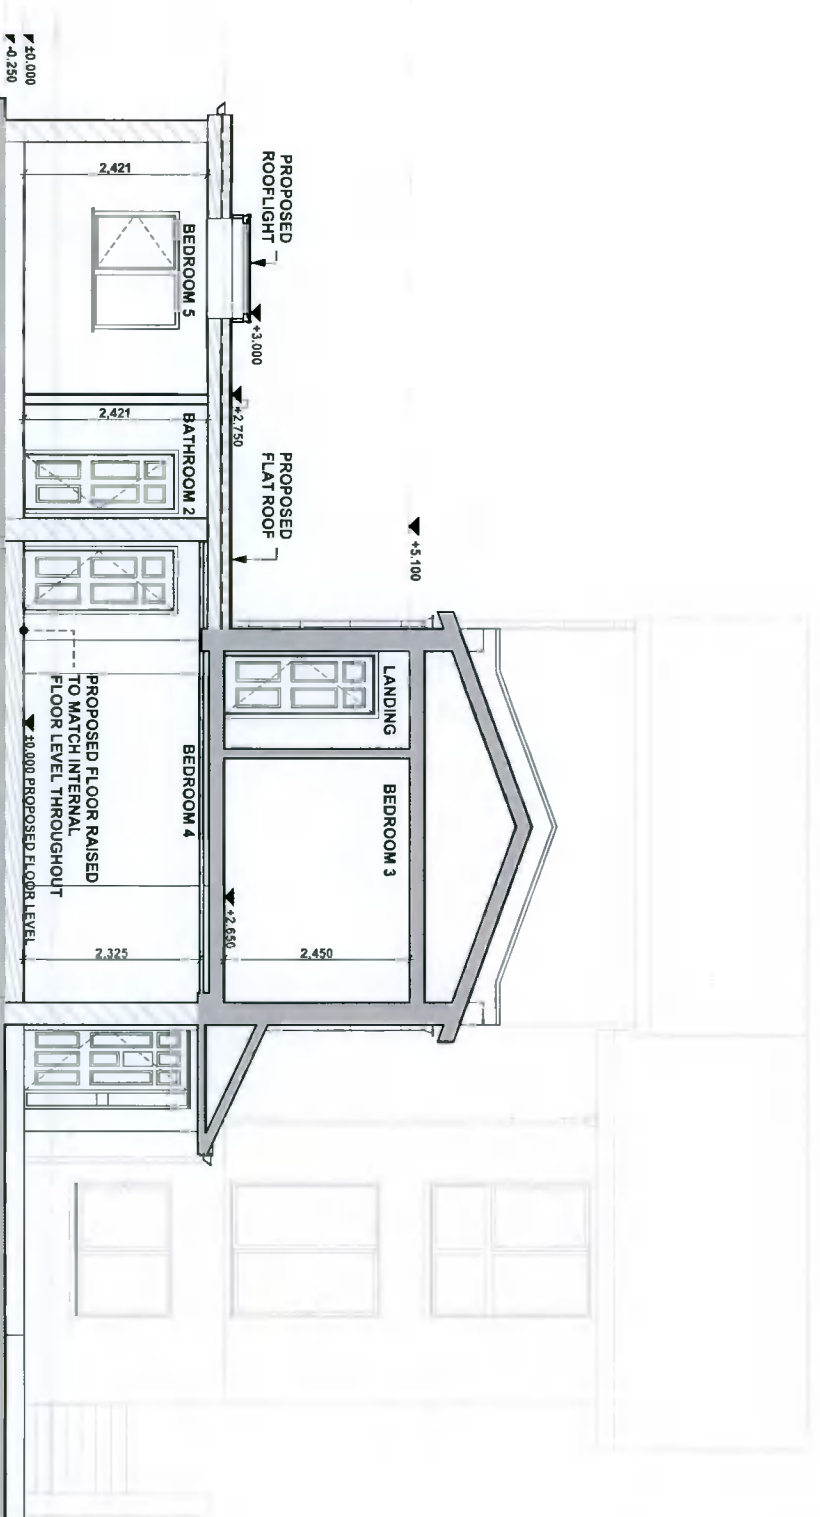 PROPOSED
ROOFLIGHT
+3.000
+2.750
PROPOSED
FLAT ROOF
+5.100
LANDING
BEDROOM 3
+2.650
2,450
2,421
BEDROOM 5
2,421
BATHROOM 2
BEDROOM 4
2,325
PROPOSED FLOOR RAISED
TO MATCH INTERNAL
FLOOR LEVEL THROUGHOUT
±0.000 PROPOSED FLOOR LEVEL
±0.000
-0.250